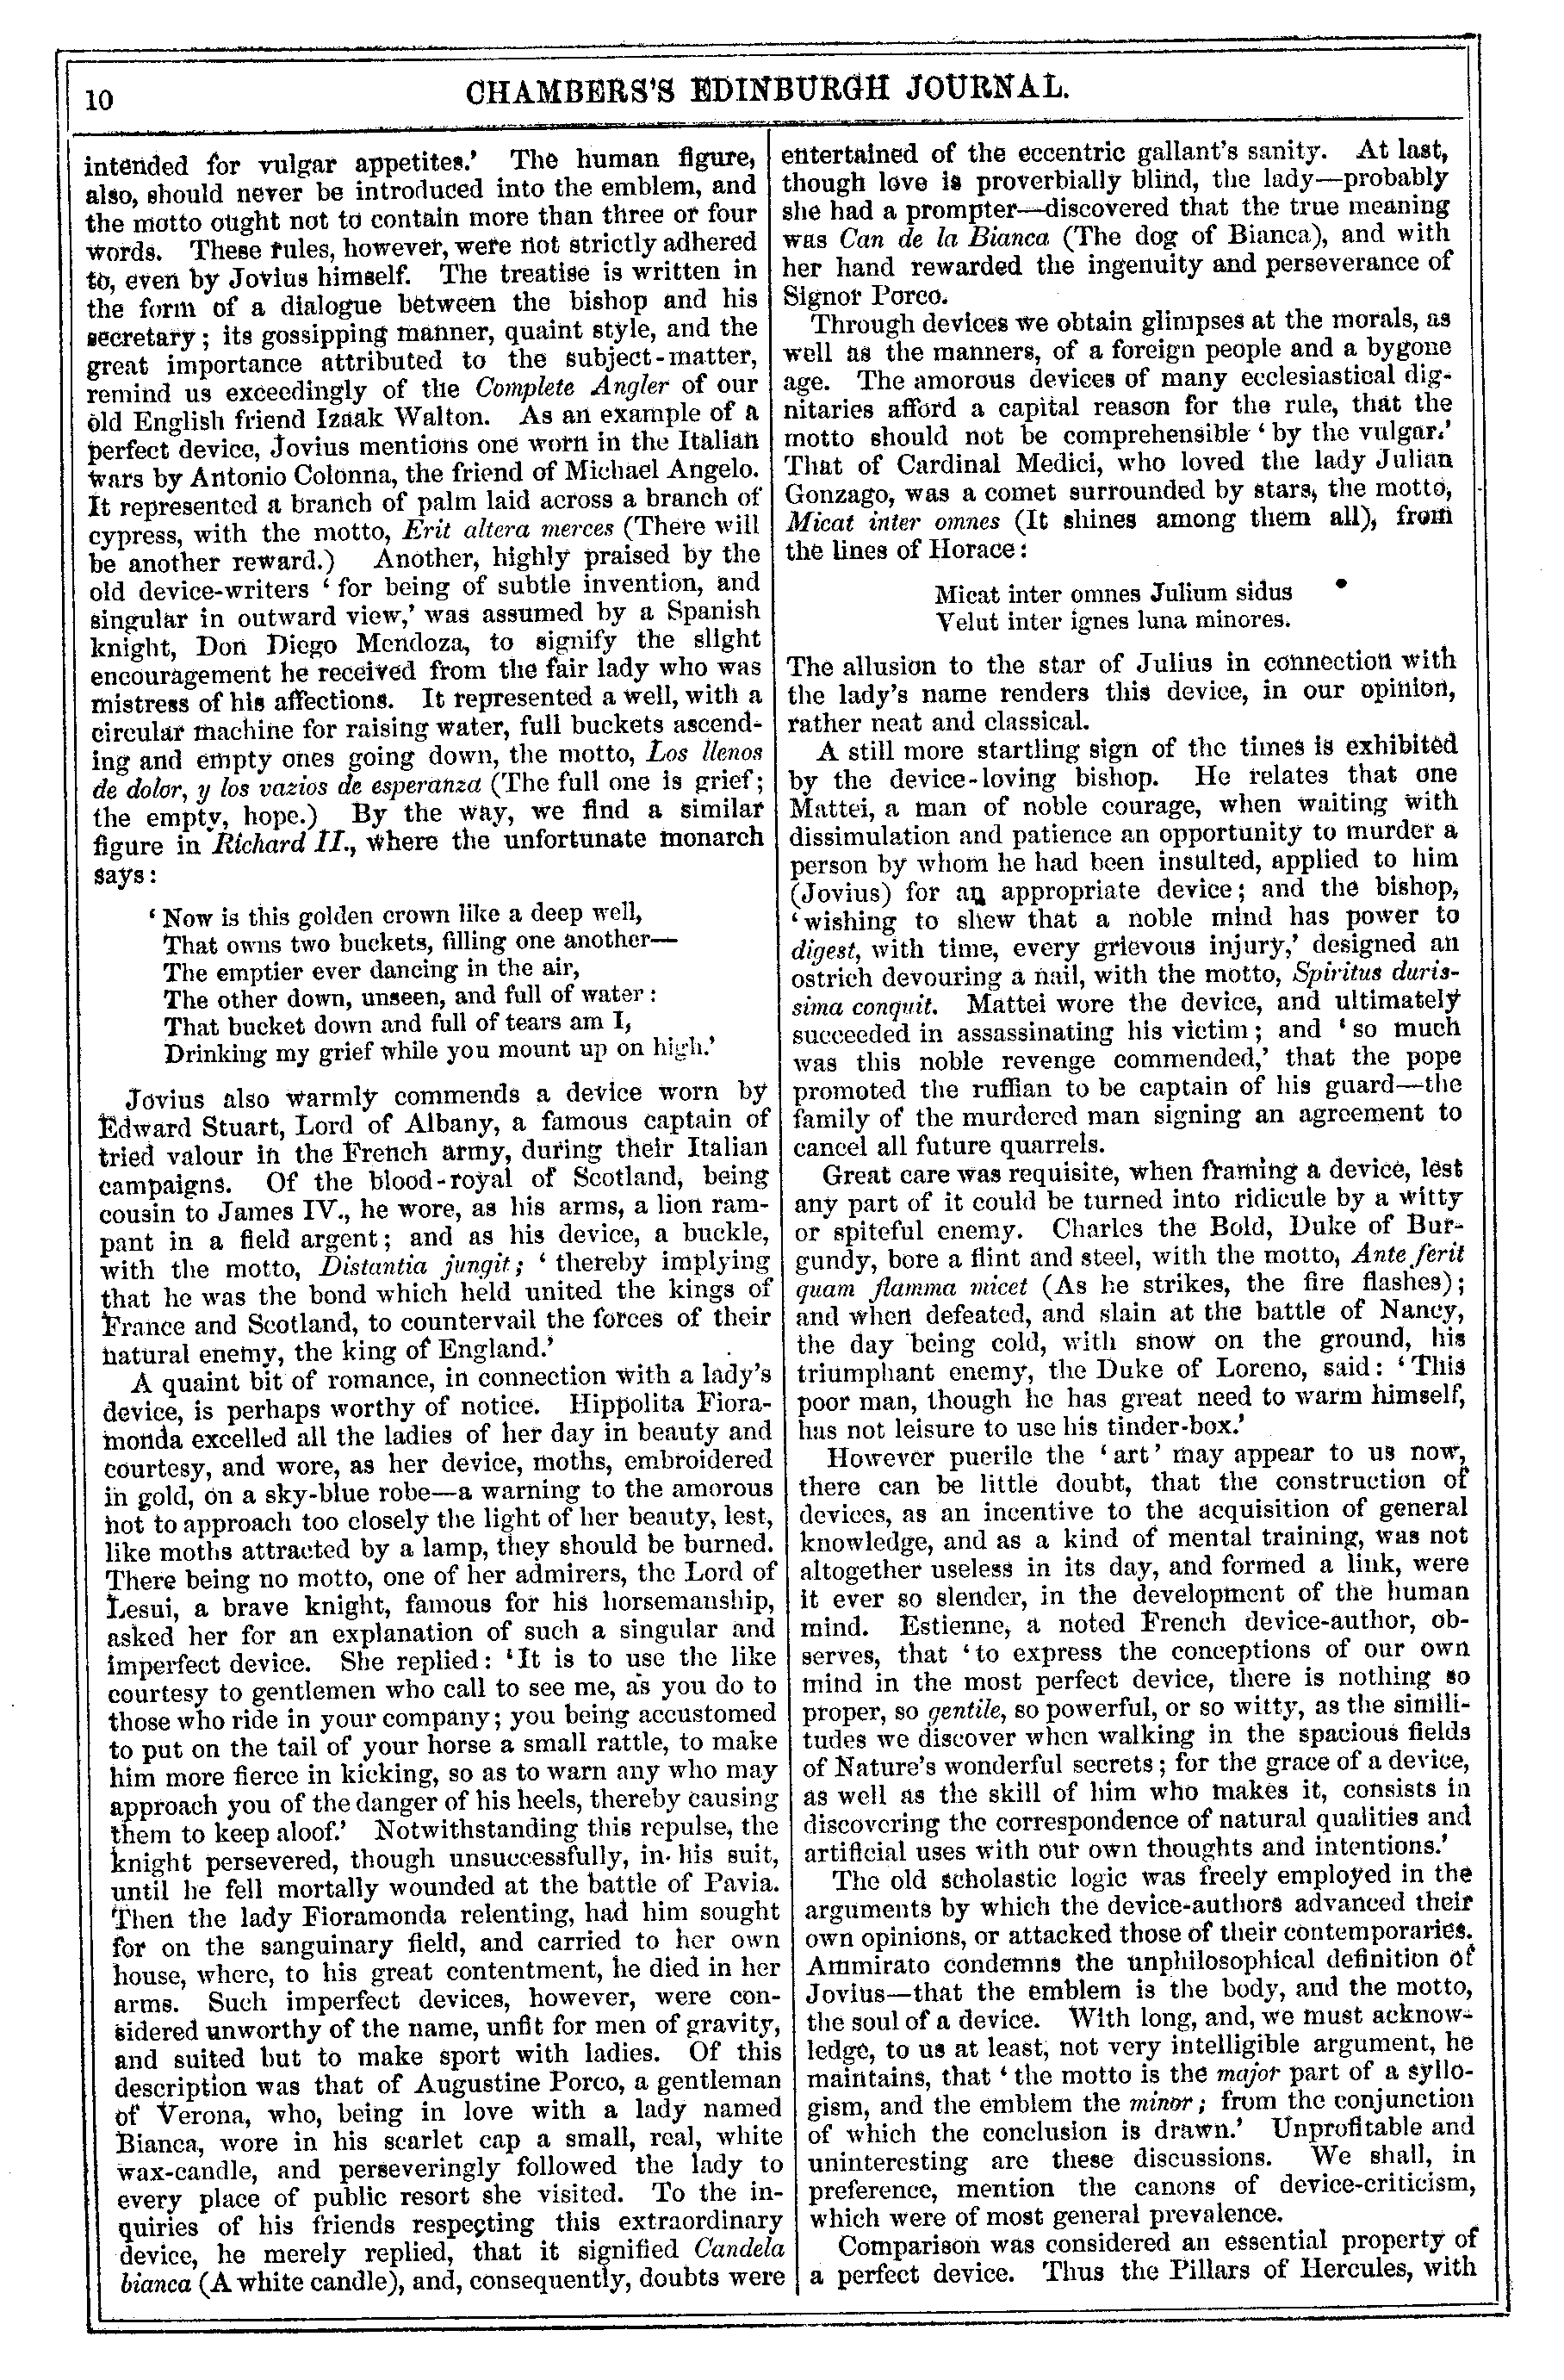 10
CHAMBERS'S EDINBURGH JOURNAL.
intended for vulgar appetites.' The human figure,
also, should never be introduced into the emblem, and
the motto ought not to contain more than three or four
words. These rules, however, were not strictly adhered
to, even by Jovius himself. The treatise is written in
the form of a dialogue between the bishop and his
secretary; its gossipping manner, quaint style, and the
great importance attributed to the subject-matter,
remind us exceedingly of the Complete Angler of our
old English friend Izaak Walton. As an example of a
perfect device, Jovius mentions one worn in the Italian
wars by Antonio Colonna, the friend of Michael Angelo.
It represented a branch of palm laid across a branch of
cypress, with the motto, Erit altera merces (There will
be another reward.) Another, highly praised by the
old device-writers 'for being of subtle invention, and
singular in outward view,' was assumed by a Spanish
knight, Don Diego Mendoza, to signify the slight
encouragement he received from the fair lady who was
mistress of his affections. It represented a well, with a
circular machine for raising water, full buckets ascend-
ing and empty ones going down, the motto, Los llenos
de dolor, y los vazios de esperanza (The full one is grief;
the empty, hope.) By the way, we find a similar
figure in Richard II., where the unfortunate monarch
says:
'Now is this golden crown like a deep well,
That owns two buckets, filling one another—
The emptier ever dancing in the air,
The other down, unseen, and full of water:
That bucket down and full of tears am I,
Drinking my grief while you mount up on high.'
Jovius also warmly commends a device worn by
Edward Stuart, Lord of Albany, a famous captain of
tried valour in the French army, during their Italian
campaigns. Of the blood-royal of Scotland, being
cousin to James IV., he wore, as his arms, a lion ram-
pant in a field argent; and as his device, a buckle,
with the motto, Distantia jungit; 'thereby implying
that he was the bond which held united the kings of
France and Scotland, to countervail the forces of their
natural enemy, the king of England.'
A quaint bit of romance, in connection with a lady's
device, is perhaps worthy of notice. Hippolita Fiora-
monda excelled all the ladies of her day in beauty and
courtesy, and wore, as her device, moths, embroidered
in gold, on a sky-blue robe—a warning to the amorous
not to approach too closely the light of her beauty, lest,
like moths attracted by a lamp, they should be burned.
There being no motto, one of her admirers, the Lord of
Lesui, a brave knight, famous for his horsemanship,
asked her for an explanation of such a singular and
imperfect device. She replied: 'It is to use the like
courtesy to gentlemen who call to see me, as you do to
those who ride in your company; you being accustomed
to put on the tail of your horse a small rattle, to make
him more fierce in kicking, so as to warn any who may
approach you of the danger of his heels, thereby causing
them to keep aloof.' Notwithstanding this repulse, the
knight persevered, though unsuccessfully, in his suit,
until he fell mortally wounded at the battle of Pavia.
Then the lady Fioramonda relenting, had him sought
for on the sanguinary field, and carried to her own
house, where, to his great contentment, he died in her
arms. Such imperfect devices, however, were con-
sidered unworthy of the name, unfit for men of gravity,
and suited but to make sport with ladies. Of this
description was that of Augustine Porco, a gentleman
of Verona, who, being in love with a lady named
Bianca, wore in his scarlet cap a small, real, white
wax-candle, and perseveringly followed the lady to
every place of public resort she visited. To the in-
quiries of his friends respecting this extraordinary
device, he merely replied, that it signified Candela
bianca (A white candle), and, consequently, doubts were
entertained of the eccentric gallant's sanity. At last,
though love is proverbially blind, the lady—probably
she had a prompter—discovered that the true meaning
was Can de la Bianca (The dog of Bianca), and with
her hand rewarded the ingenuity and perseverance of
Signor Porco.
Through devices we obtain glimpses at the morals, as
well as the manners, of a foreign people and a bygone
age. The amorous devices of many ecclesiastical dig-
nitaries afford a capital reason for the rule, that the
motto should not be comprehensible 'by the vulgar.'
That of Cardinal Medici, who loved the lady Julian
Gonzago, was a comet surrounded by stars, the motto,
Micat inter omnes (It shines among them all), from
the lines of Horace:
Micat inter omnes Julium sidus
Velut inter ignes luna minores.
The allusion to the star of Julius in connection with
the lady's name renders this device, in our opinion,
rather neat and classical.
A still more startling sign of the times is exhibited
by the device-loving bishop. He relates that one
Mattei, a man of noble courage, when waiting with
dissimulation and patience an opportunity to murder a
person by whom he had been insulted, applied to him
(Jovius) for an appropriate device; and the bishop,
'wishing to shew that a noble mind has power to
digest, with time, every grievous injury,' designed an
ostrich devouring a nail, with the motto, Spiritus duris-
sima conquit. Mattei wore the device, and ultimately
succeeded in assassinating his victim; and 'so much
was this noble revenge commended,' that the pope
promoted the ruffian to be captain of his guard—the
family of the murdered man signing an agreement to
cancel all future quarrels.
Great care was requisite, when framing a device, lest
any part of it could be turned into ridicule by a witty
or spiteful enemy. Charles the Bold, Duke of Bur-
gundy, bore a flint and steel, with the motto, Ante ferit
quam flamma micet (As he strikes, the fire flashes);
and when defeated, and slain at the battle of Nancy,
the day being cold, with snow on the ground, his
triumphant enemy, the Duke of Loreno, said: 'This
poor man, though he has great need to warm himself,
has not leisure to use his tinder-box.'
However puerile the 'art' may appear to us now,
there can be little doubt, that the construction of
devices, as an incentive to the acquisition of general
knowledge, and as a kind of mental training, was not
altogether useless in its day, and formed a link, were
it ever so slender, in the development of the human
mind. Estienne, a noted French device-author, ob-
serves, that 'to express the conceptions of our own
mind in the most perfect device, there is nothing so
proper, so gentile, so powerful, or so witty, as the simili-
tudes we discover when walking in the spacious fields
of Nature's wonderful secrets; for the grace of a device,
as well as the skill of him who makes it, consists in
discovering the correspondence of natural qualities and
artificial uses with our own thoughts and intentions.'
The old scholastic logic was freely employed in the
arguments by which the device-authors advanced their
own opinions, or attacked those of their contemporaries.
Ammirato condemns the unphilosophical definition of
Jovius—that the emblem is the body, and the motto,
the soul of a device. With long, and, we must acknow-
ledge, to us at least, not very intelligible argument, he
maintains, that 'the motto is the major part of a syllo-
gism, and the emblem the minor; from the conjunction
of which the conclusion is drawn.' Unprofitable and
uninteresting are these discussions. We shall, in
preference, mention the canons of device-criticism,
which were of most general prevalence.
Comparison was considered an essential property of
a perfect device. Thus the Pillars of Hercules, with